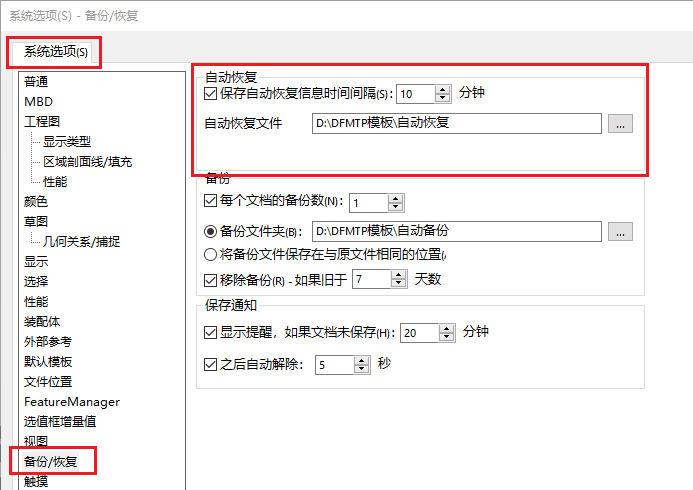 系统选项(S) - 备份/恢复
系统选项(S)
普通
MBD
工程图
显示类型
区域剖面线/填充
性能
颜色
草图
几何关系/捕捉
显示
选择
性能
装配体
外部参考
默认模板
文件位置
FeatureManager
选值框增量值
视图
备份/恢复
触摸
自动恢复
保存自动恢复信息时间间隔(S): 10 分钟
自动恢复文件 D:\DFMTP模板\自动恢复 ...
备份
每个文档的备份数(N): 1
备份文件夹(B): D:\DFMTP模板\自动备份 ...
将备份文件保存在与原文件相同的位置(
移除备份(R) - 如果旧于 7 天数
保存通知
显示提醒，如果文档未保存(H): 20 分钟
之后自动解除: 5 秒